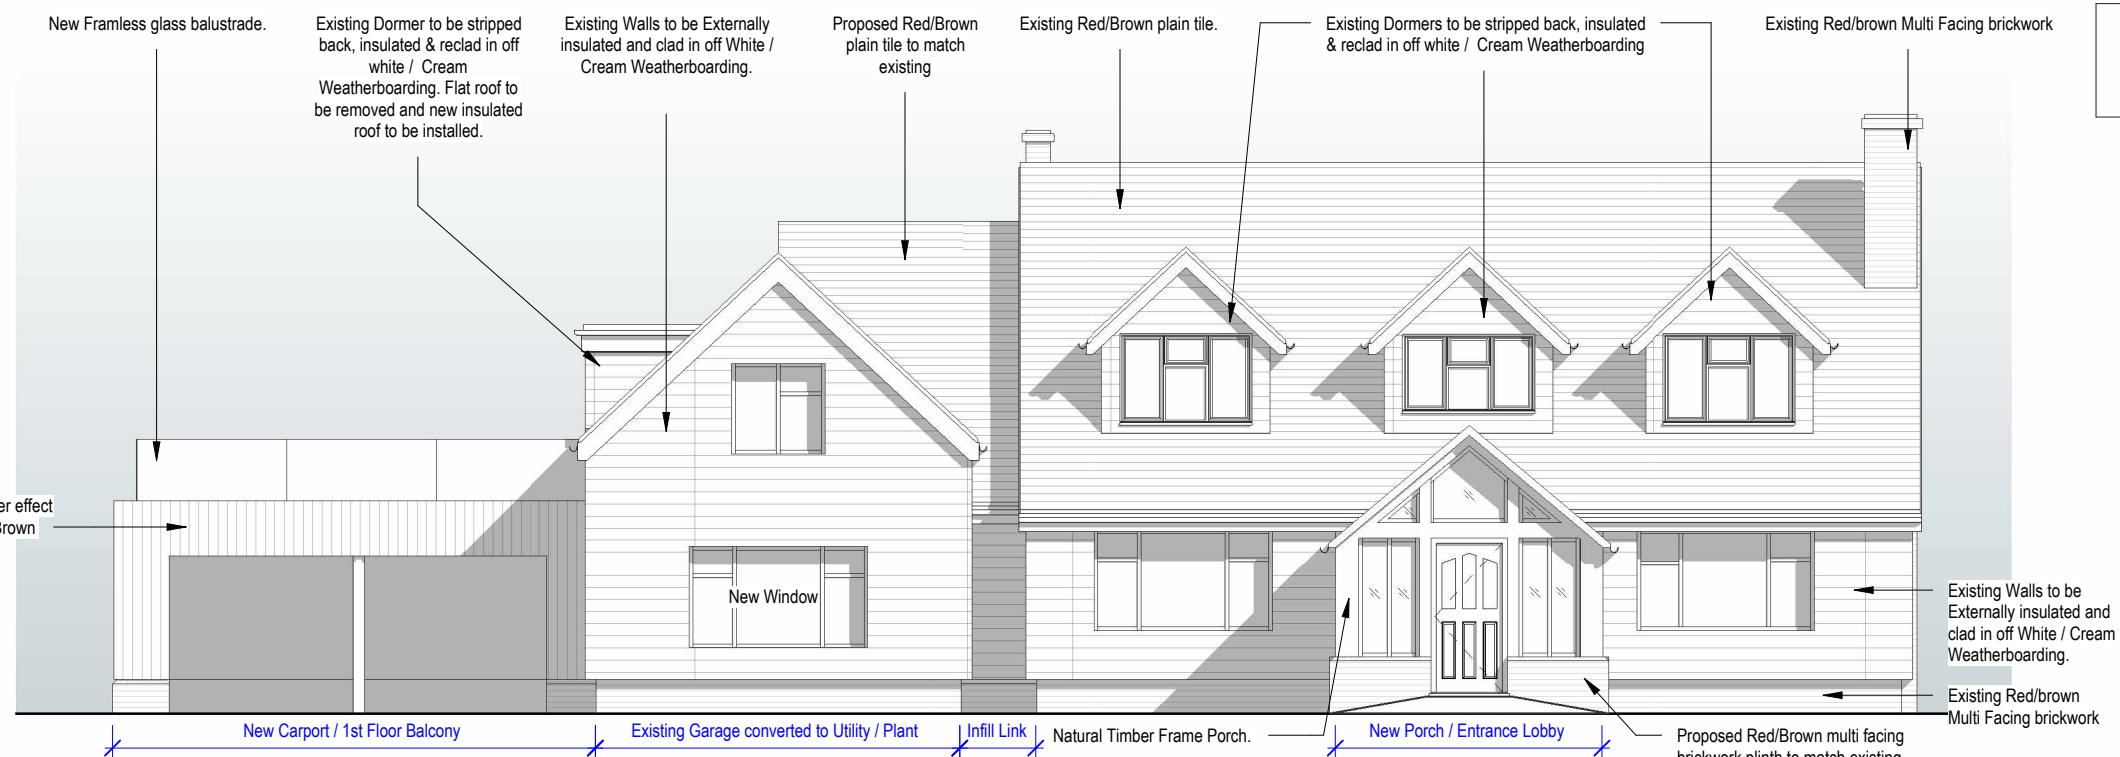 New Framless glass balustrade.
Existing Dormer to be stripped
back, insulated & reclad in off
white / Cream
Weatherboarding. Flat roof to
be removed and new insulated
roof to be installed.
Existing Walls to be Externally
insulated and clad in off White /
Cream Weatherboarding.
Proposed Red/Brown
plain tile to match
existing
Existing Red/Brown plain tile.
Existing Dormers to be stripped back, insulated
& reclad in off white / Cream Weatherboarding
Existing Red/brown Multi Facing brickwork
er effect
Brown
New Window
Existing Walls to be
Externally insulated and
clad in off White / Cream
Weatherboarding.
Existing Red/brown
Multi Facing brickwork
New Carport / 1st Floor Balcony
Existing Garage converted to Utility / Plant
Infill Link
Natural Timber Frame Porch.
New Porch / Entrance Lobby
Proposed Red/Brown multi facing
brickwork plinth to match existing